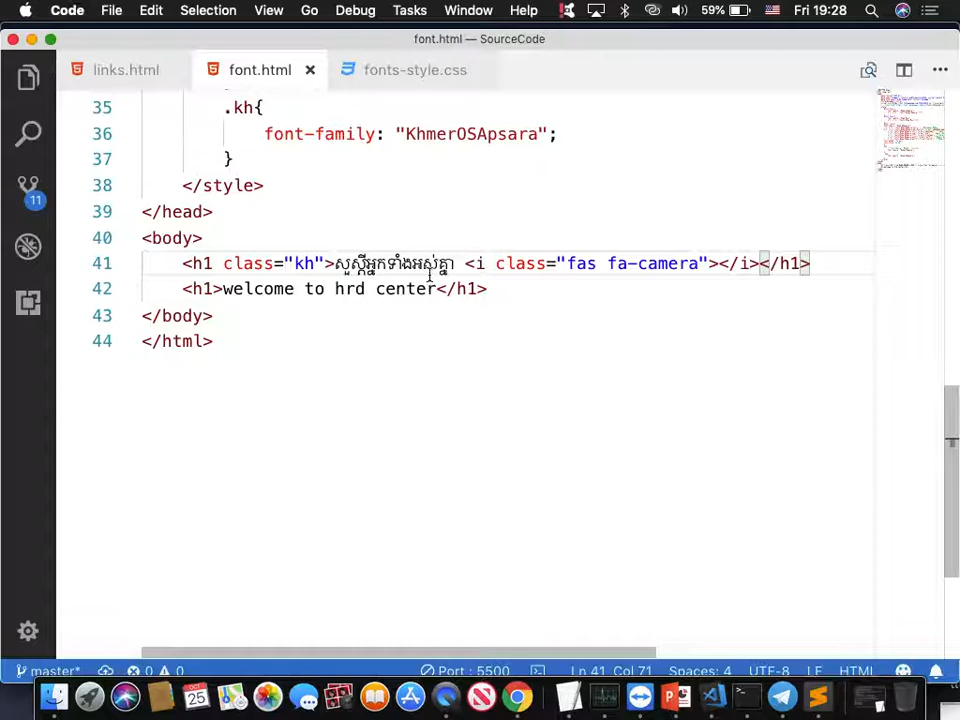 Code File Edit Selection View Go Debug Tasks Window Help 59% Fri 19:28
font.html — SourceCode
links.html font.html fonts-style.css
35 .kh{
36 font-family: "KhmerOSApsara";
37 }
38 </style>
39 </head>
40 <body>
41 <h1 class="kh">សួស្តីអ្នកទាំងអស់គ្នា <i class="fas fa-camera"></i></h1>
42 <h1>welcome to hrd center</h1>
43 </body>
44 </html>
11
master* 0 0 Port : 5500 Ln 41, Col 71 Spaces: 4 UTF-8 LF HTML
OCT
25